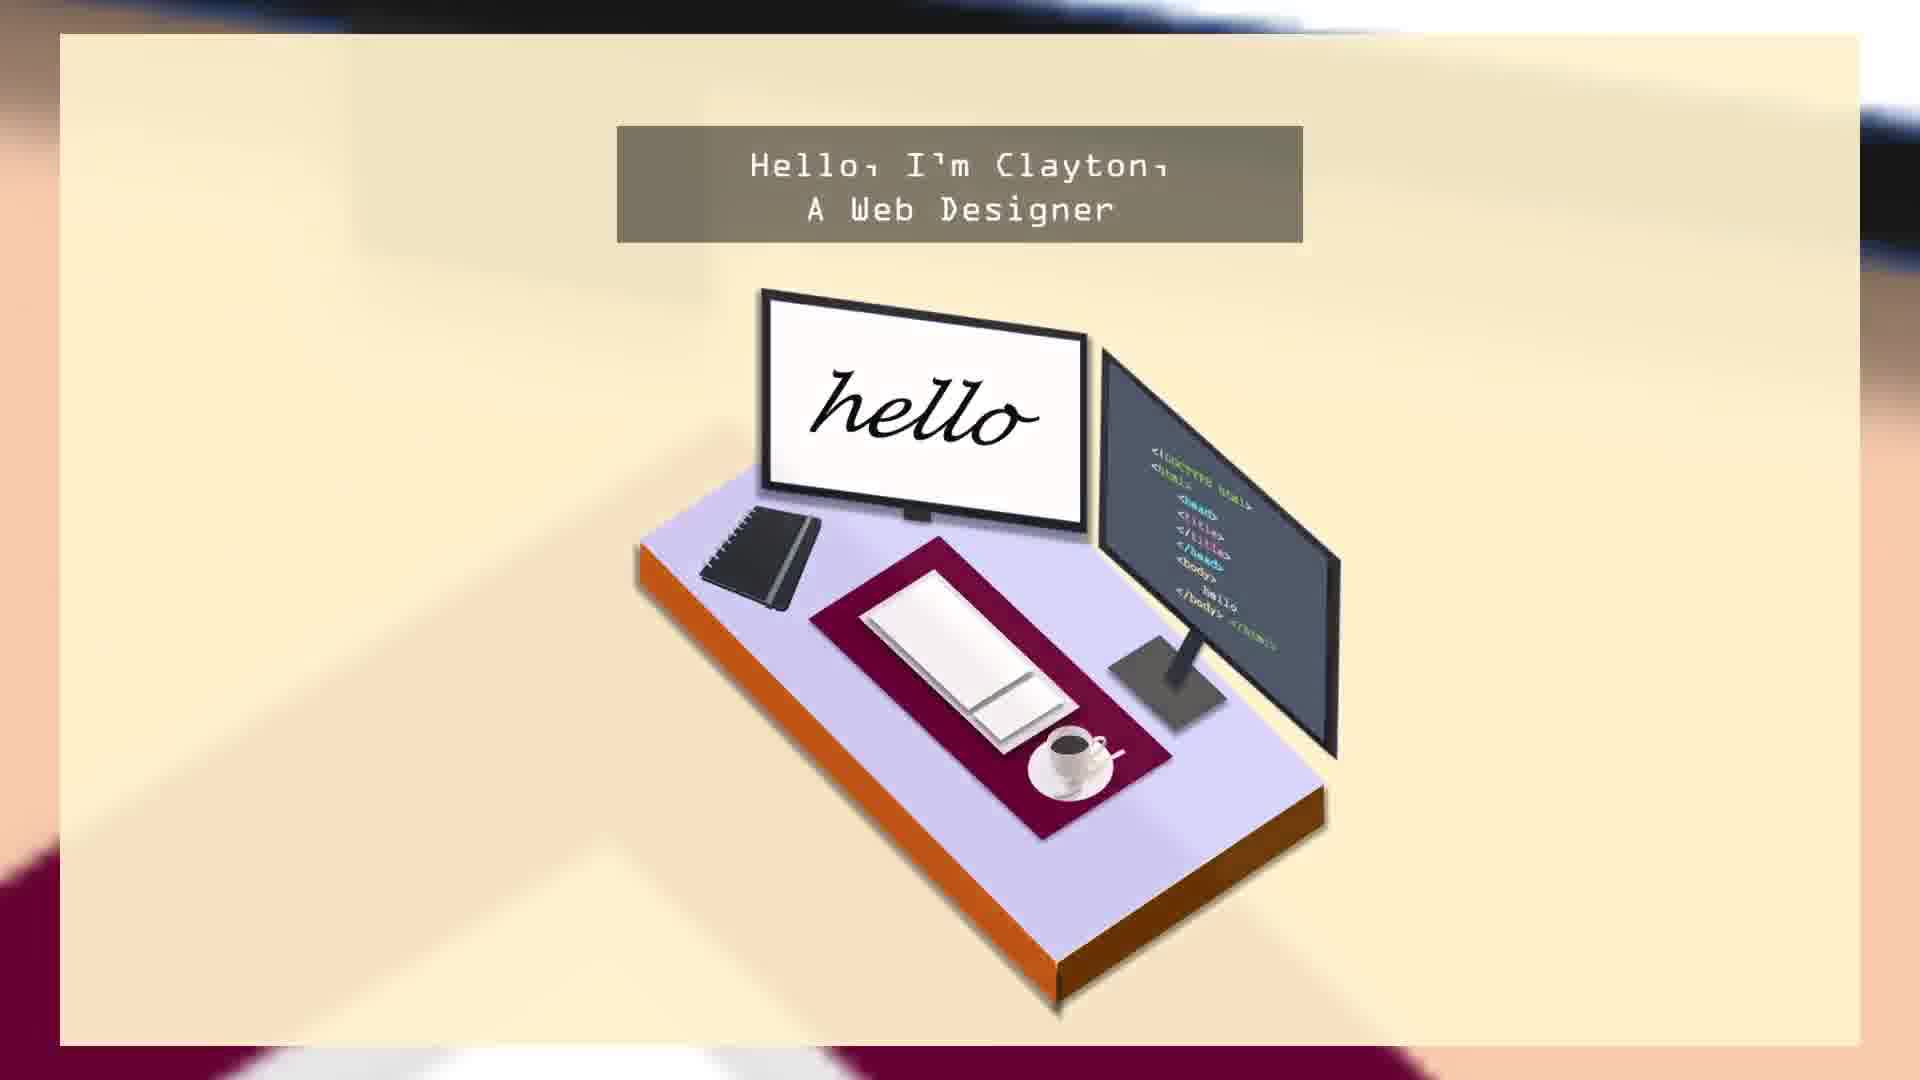 Hello, I'm Clayton,
A Web Designer
hello
<!DOCTYPE html>
<html>
<head>
<title>
</title>
</head>
<body>
hello
</body> </html>